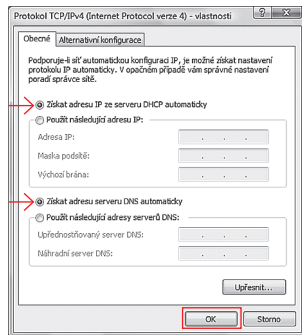 Protokol TCP/IPv4 (Internet Protocol verze 4) - vlastnosti
Obecné
Alternativní konfigurace
Podporuje-li síť automatickou konfiguraci IP, je možné získat nastavení
protokolu IP automaticky. V opačném případě vám správné nastavení
poradí správce sítě.
Získat adresu IP ze serveru DHCP automaticky
Použít následující adresu IP:
Adresa IP:
Maska podsítě:
Výchozí brána:
Získat adresu serveru DNS automaticky
Použít následující adresy serverů DNS:
Upřednostňovaný server DNS:
Náhradní server DNS:
Upřesnit...
OK
Storno